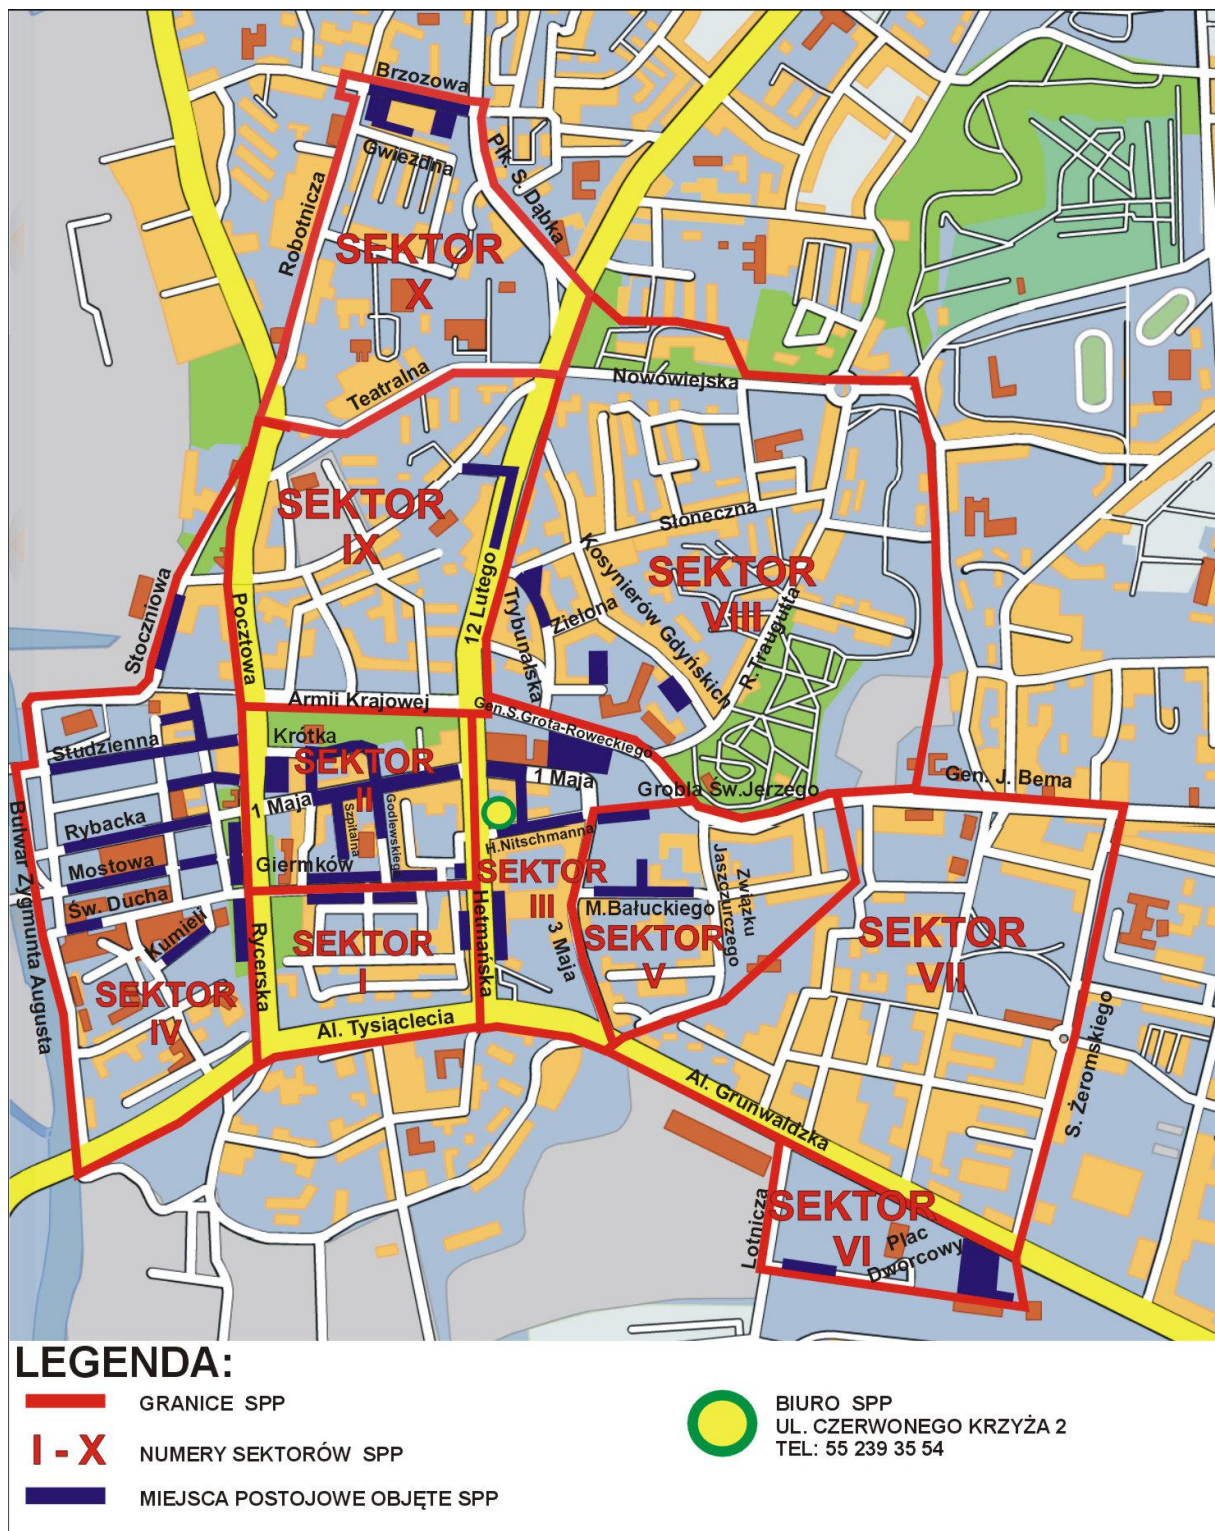 Brzozowa
Gwiezdna
Płk. S. Dąbka
Robotnicza
SEKTOR
X
Teatralna
Nowowiejska
SEKTOR
IX
Słoneczna
Kosynierów Gdyńskich
SEKTOR
VIII
12 Lutego
Trybunalska
Zielona
R. Traugutta
Stoczniowa
Pocztowa
Armii Krajowej
Gen.S.Grota-Roweckiego
Studzienna
Krótka
SEKTOR
II
1 Maja
Gen. J. Bema
Grobla Św.Jerzego
Bulwar Zygmunta Augusta
Rybacka
1 Maja
Szpitalna
Godlewskiego
H.Nitschmanna
Mostowa
Giermków
SEKTOR
III
Jaszczurczego
Związku
Św. Ducha
Kumieli
M.Bałuckiego
SEKTOR
V
SEKTOR
VII
Rycerska
SEKTOR
I
Hetmańska
3 Maja
SEKTOR
IV
Al. Tysiąclecia
S. Żeromskiego
Al. Grunwaldzka
SEKTOR
VI
Lotnicza
Plac
Dworcowy
LEGENDA:
GRANICE SPP
I - X NUMERY SEKTORÓW SPP
MIEJSCA POSTOJOWE OBJĘTE SPP
BIURO SPP
UL. CZERWONEGO KRZYŻA 2
TEL: 55 239 35 54